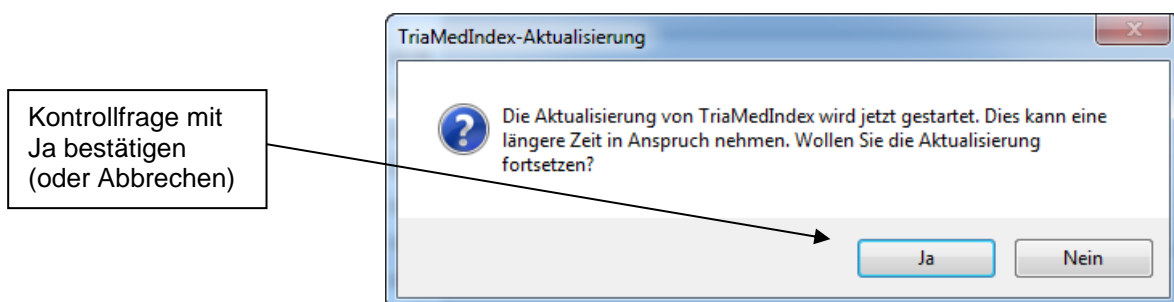 TriaMedIndex-Aktualisierung
Kontrollfrage mit
Ja bestätigen
(oder Abbrechen)
Die Aktualisierung von TriaMedIndex wird jetzt gestartet. Dies kann eine
längere Zeit in Anspruch nehmen. Wollen Sie die Aktualisierung
fortsetzen?
Ja
Nein